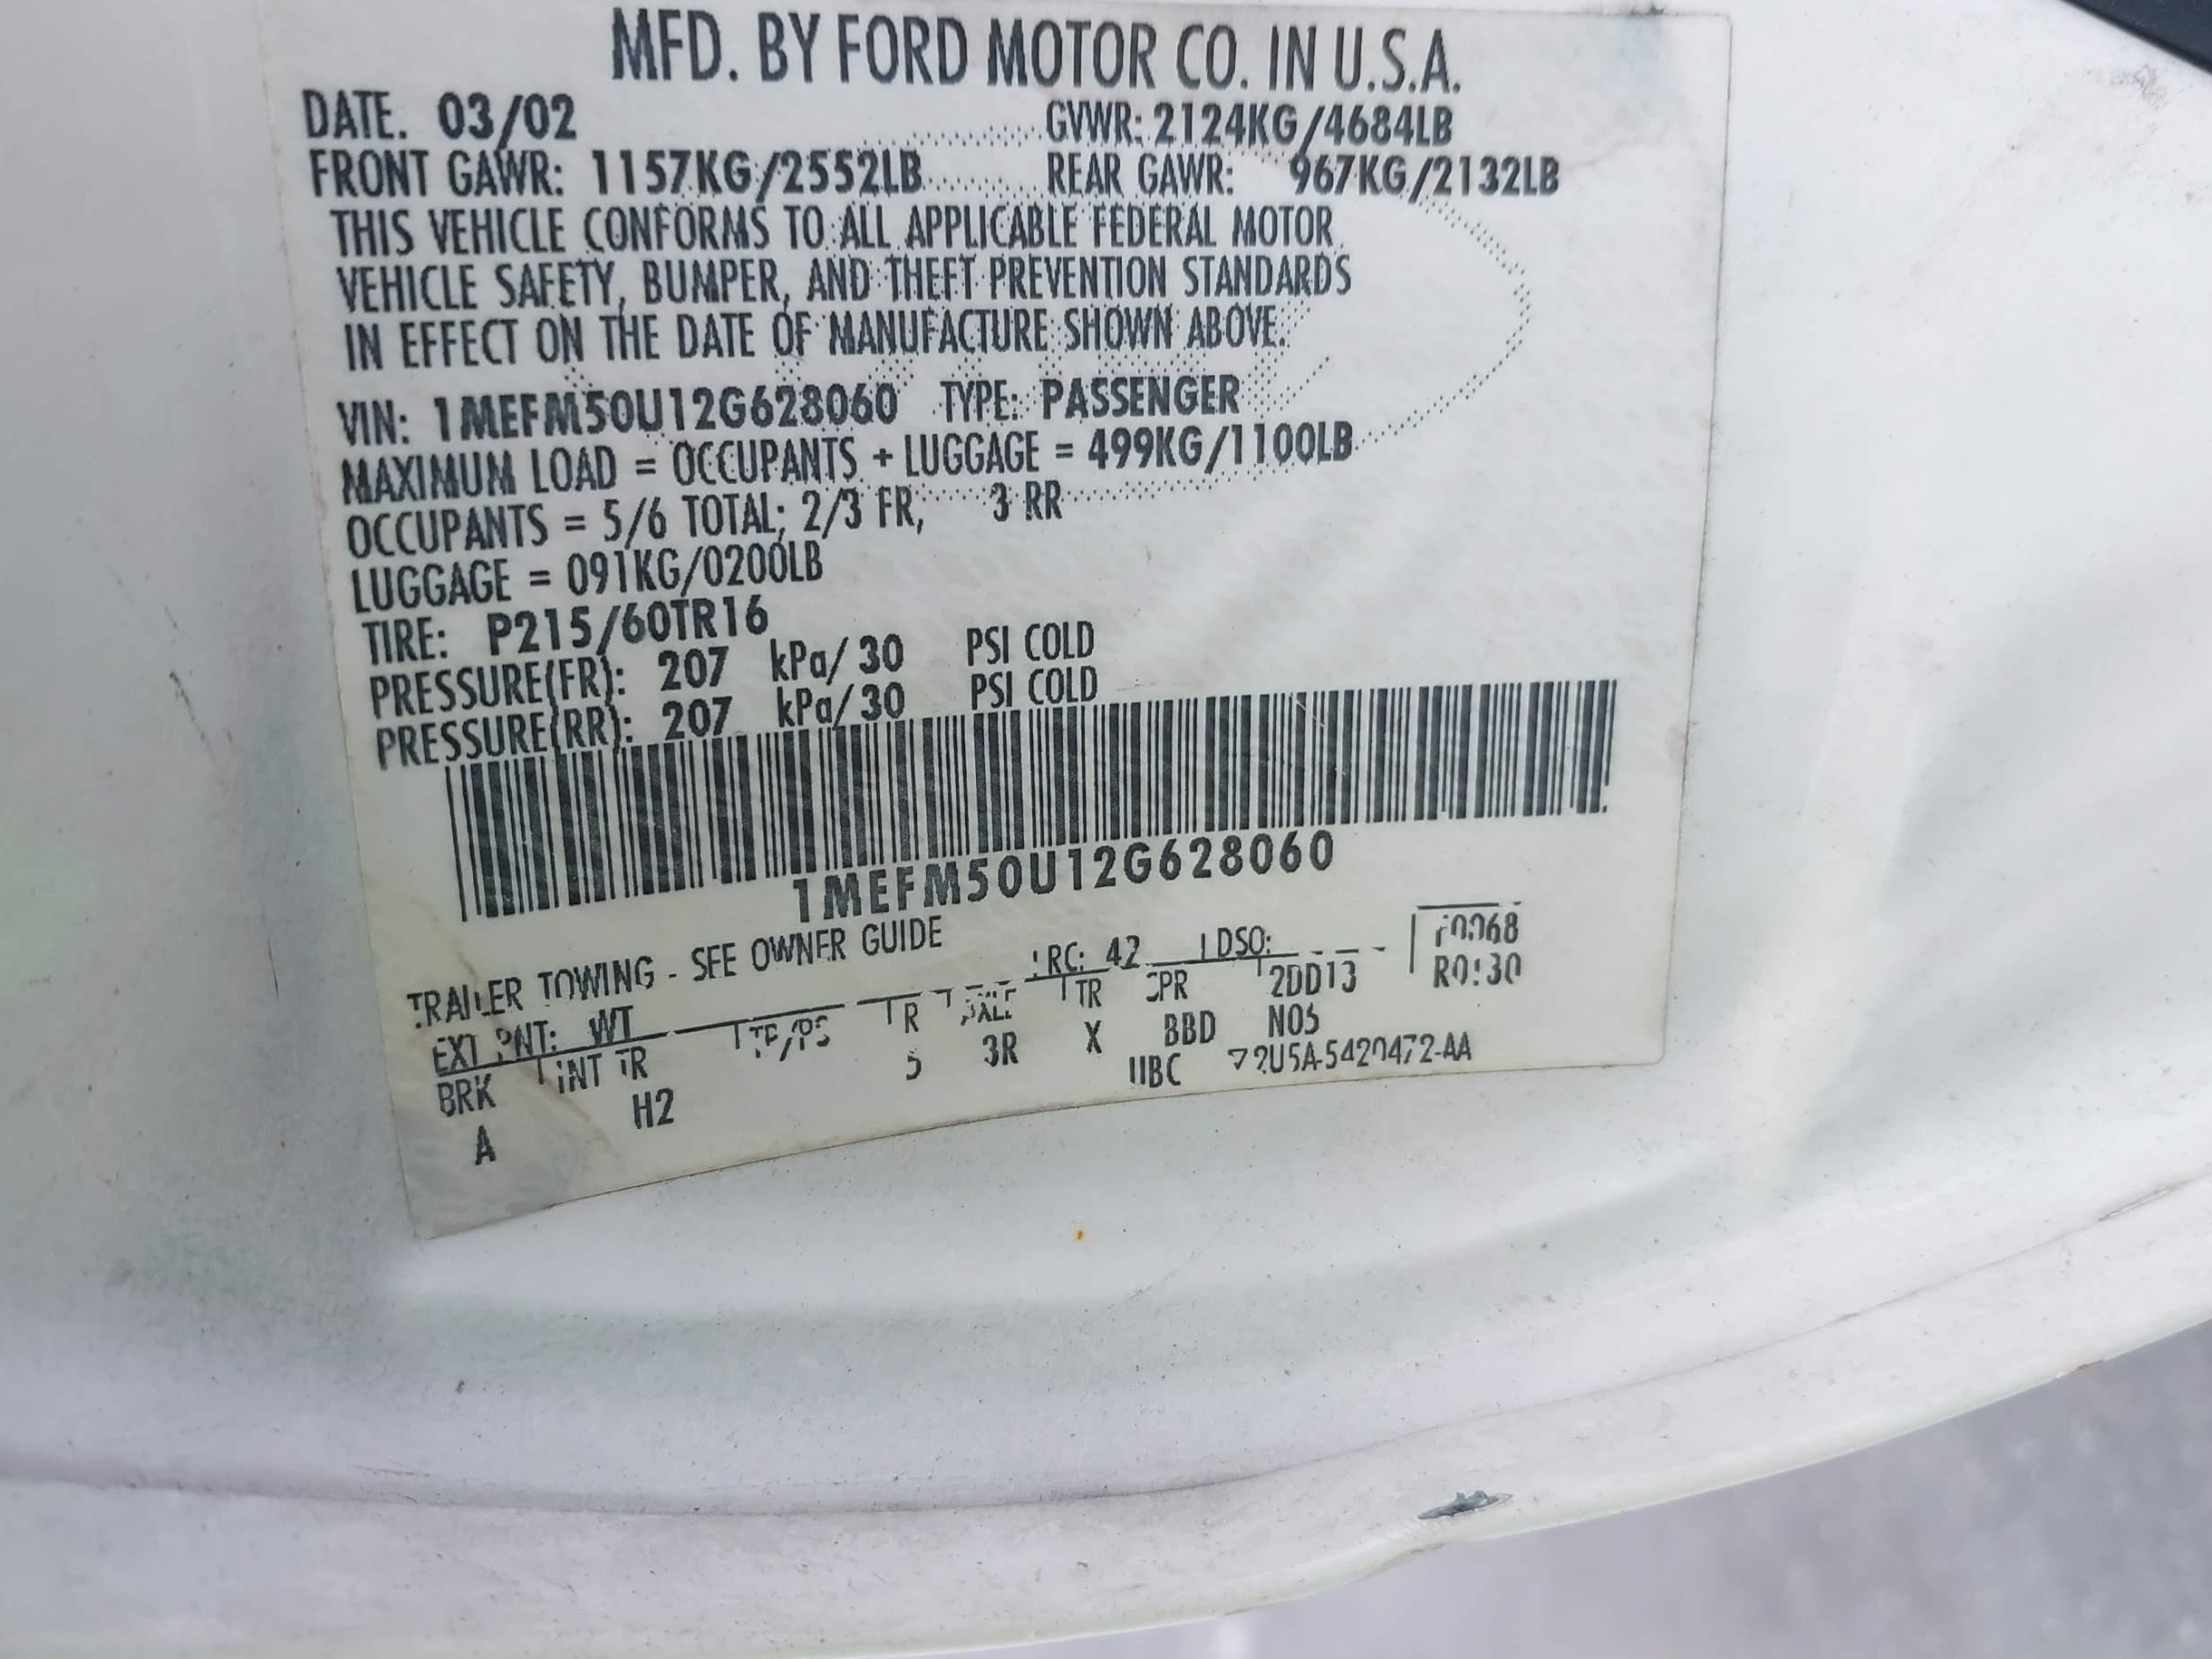 MFD. BY FORD MOTOR CO. IN U.S.A.
DATE. 03/02 GVWR: 2124KG/4684LB
FRONT GAWR: 1157KG/2552LB REAR GAWR: 967KG/2132LB
THIS VEHICLE CONFORMS TO ALL APPLICABLE FEDERAL MOTOR
VEHICLE SAFETY, BUMPER, AND THEFT PREVENTION STANDARDS
IN EFFECT ON THE DATE OF MANUFACTURE SHOWN ABOVE.
VIN: 1MEFM50U12G628060 TYPE: PASSENGER
MAXIMUM LOAD = OCCUPANTS + LUGGAGE = 499KG/1100LB
OCCUPANTS = 5/6 TOTAL; 2/3 FR, 3 RR
LUGGAGE = 091KG/0200LB
TIRE: P215/60TR16
PRESSURE(FR): 207 kPa/ 30 PSI COLD
PRESSURE(RR): 207 kPa/ 30 PSI COLD
1MEFM50U12G628060
TRAILER TOWING - SEE OWNER GUIDE
EXT PNT: WT RC: 42 DSO:
BRK INT TR TP/PS R AXLE TR SPR 2DD13
A H2 5 3R X BBD
UBC